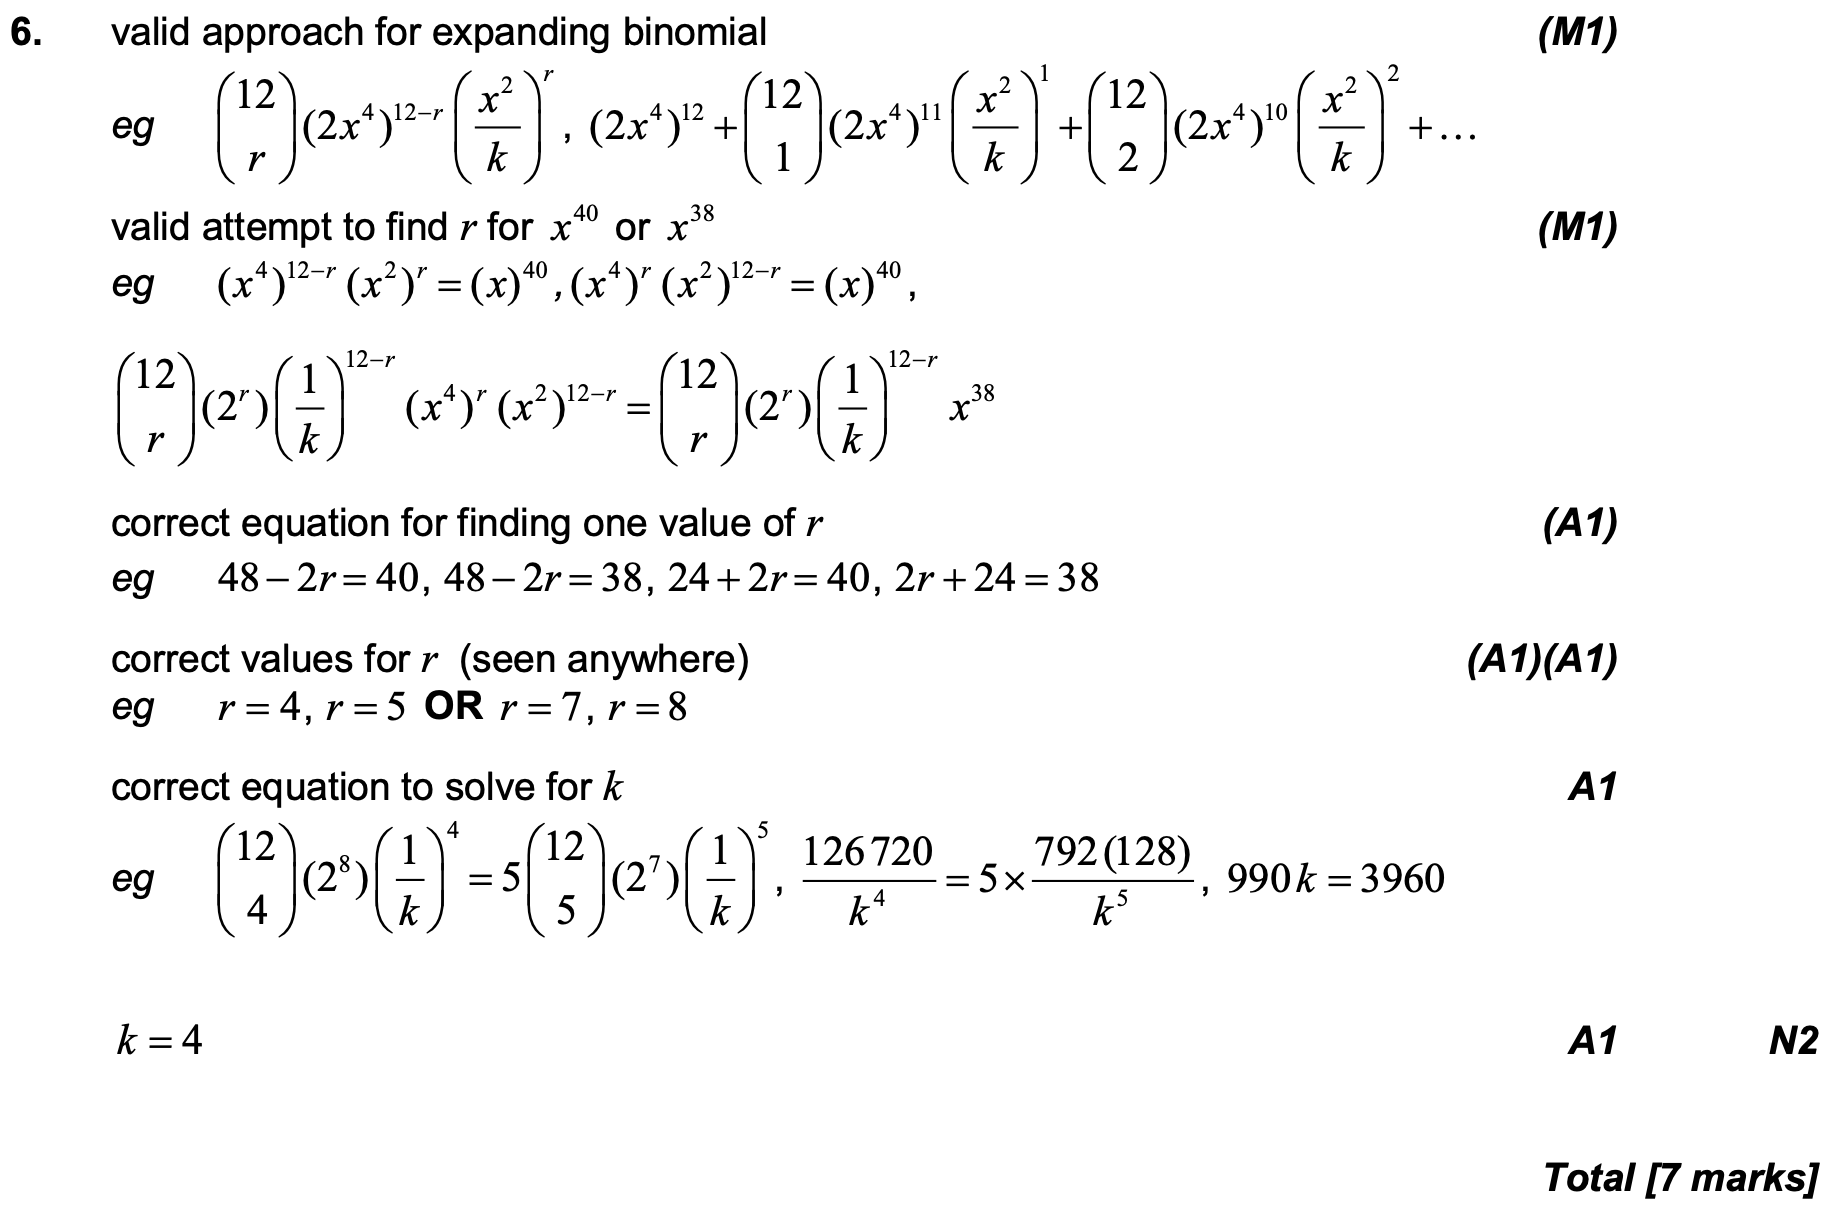 6. valid approach for expanding binomial (M1)
eg \binom{12}{r}(2x^4)^{12-r}\left(\frac{x^2}{k}\right)^r, (2x^4)^{12}+\binom{12}{1}(2x^4)^{11}\left(\frac{x^2}{k}\right)^1+\binom{12}{2}(2x^4)^{10}\left(\frac{x^2}{k}\right)^2+…
valid attempt to find r for x^{40} or x^{38} (M1)
eg (x^4)^{12-r}(x^2)^r=(x)^{40}, (x^4)^r(x^2)^{12-r}=(x)^{40},
\binom{12}{r}(2^r)\left(\frac{1}{k}\right)^{12-r}(x^4)^r(x^2)^{12-r}=\binom{12}{r}(2^r)\left(\frac{1}{k}\right)^{12-r}x^{38}
correct equation for finding one value of r (A1)
eg 48−2r=40, 48−2r=38, 24+2r=40, 2r+24=38
correct values for r (seen anywhere) (A1)(A1)
eg r=4, r=5 OR r=7, r=8
correct equation to solve for k A1
eg \binom{12}{4}(2^8)\left(\frac{1}{k}\right)^4=5\binom{12}{5}(2^7)\left(\frac{1}{k}\right)^5, \frac{126720}{k^4}=5×\frac{792(128)}{k^5}, 990k=3960
k=4 A1 N2
Total [7 marks]